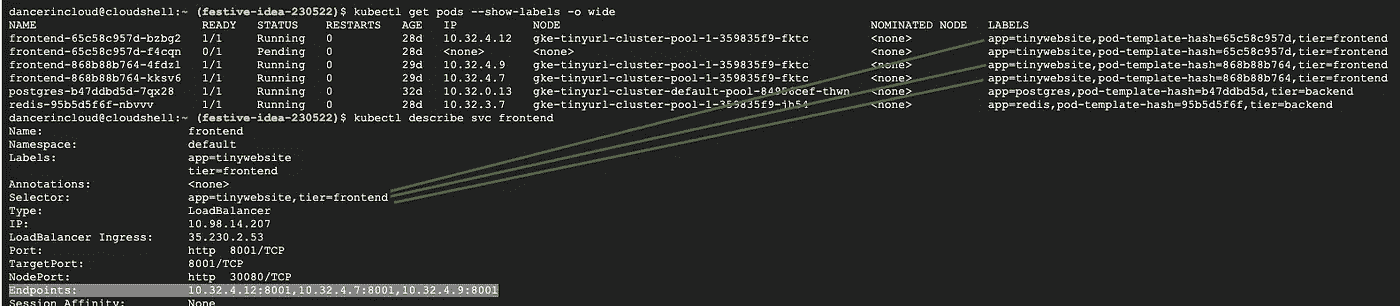 dancerincloud@cloudshell:~ (festive-idea-230522)$ kubectl get pods --show-labels -o wide
NAME READY STATUS RESTARTS AGE IP NODE NOMINATED NODE LABELS
frontend-65c58c957d-bzbg2 1/1 Running 0 28d 10.32.4.12 gke-tinyurl-cluster-pool-1-359835f9-fktc <none> app=tinywebsite,pod-template-hash=65c58c957d,tier=frontend
frontend-65c58c957d-f4cqn 0/1 Pending 0 28d <none> <none> <none> app=tinywebsite,pod-template-hash=65c58c957d,tier=frontend
frontend-868b88b764-4fdzl 1/1 Running 0 29d 10.32.4.9 gke-tinyurl-cluster-pool-1-359835f9-fktc <none> app=tinywebsite,pod-template-hash=868b88b764,tier=frontend
frontend-868b88b764-kksv6 1/1 Running 0 29d 10.32.4.7 gke-tinyurl-cluster-pool-1-359835f9-fktc <none> app=tinywebsite,pod-template-hash=868b88b764,tier=frontend
postgres-b47ddbd5d-7qx28 1/1 Running 0 32d 10.32.0.13 gke-tinyurl-cluster-default-pool-8495dcef-thwn <none> app=postgres,pod-template-hash=b47ddbd5d,tier=backend
redis-95b5d5f6f-nbvvv 1/1 Running 0 28d 10.32.3.7 gke-tinyurl-cluster-pool-1-359835f9-jh54 <none> app=redis,pod-template-hash=95b5d5f6f,tier=backend
dancerincloud@cloudshell:~ (festive-idea-230522)$ kubectl describe svc frontend
Name: frontend
Namespace: default
Labels: app=tinywebsite
tier=frontend
Annotations: <none>
Selector: app=tinywebsite,tier=frontend
Type: LoadBalancer
IP: 10.98.14.207
LoadBalancer Ingress: 35.230.2.53
Port: http 8001/TCP
TargetPort: 8001/TCP
NodePort: http 30080/TCP
Endpoints: 10.32.4.12:8001,10.32.4.7:8001,10.32.4.9:8001
Session Affinity: None